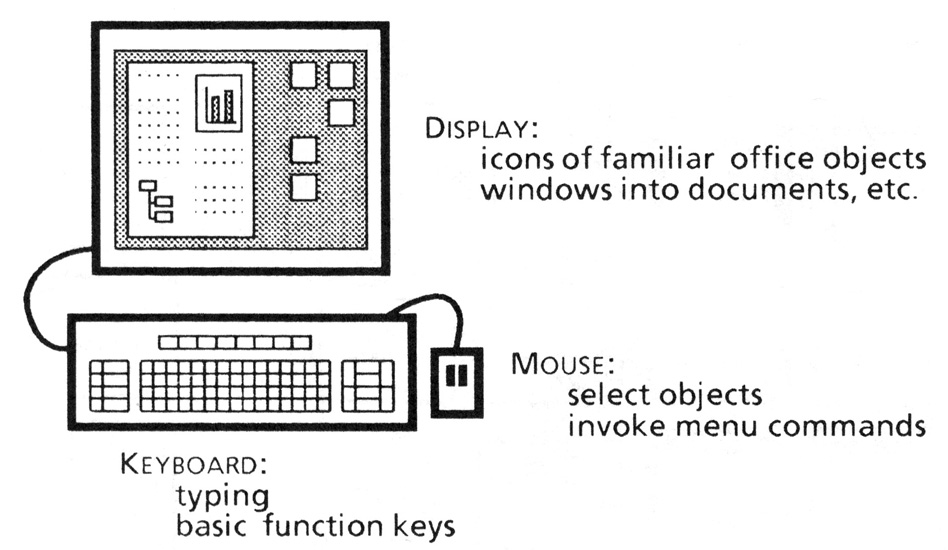 DISPLAY:
icons of familiar office objects
windows into documents, etc.
MOUSE:
select objects
invoke menu commands
KEYBOARD:
typing
basic function keys